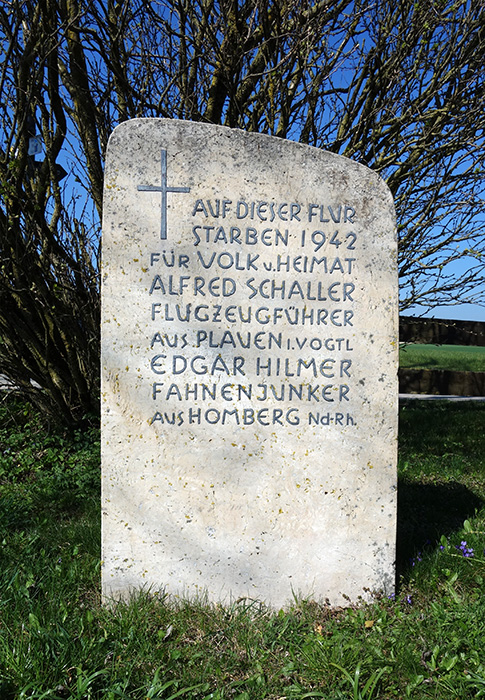 AUF DIESER FLUR
STARBEN 1942
FÜR VOLK u. HEIMAT
ALFRED SCHALLER
FLUGZEUGFÜHRER
AUS PLAUEN I. VOGTL
EDGAR HILMER
FAHNENJUNKER
AUS HOMBERG Nd-Rh.